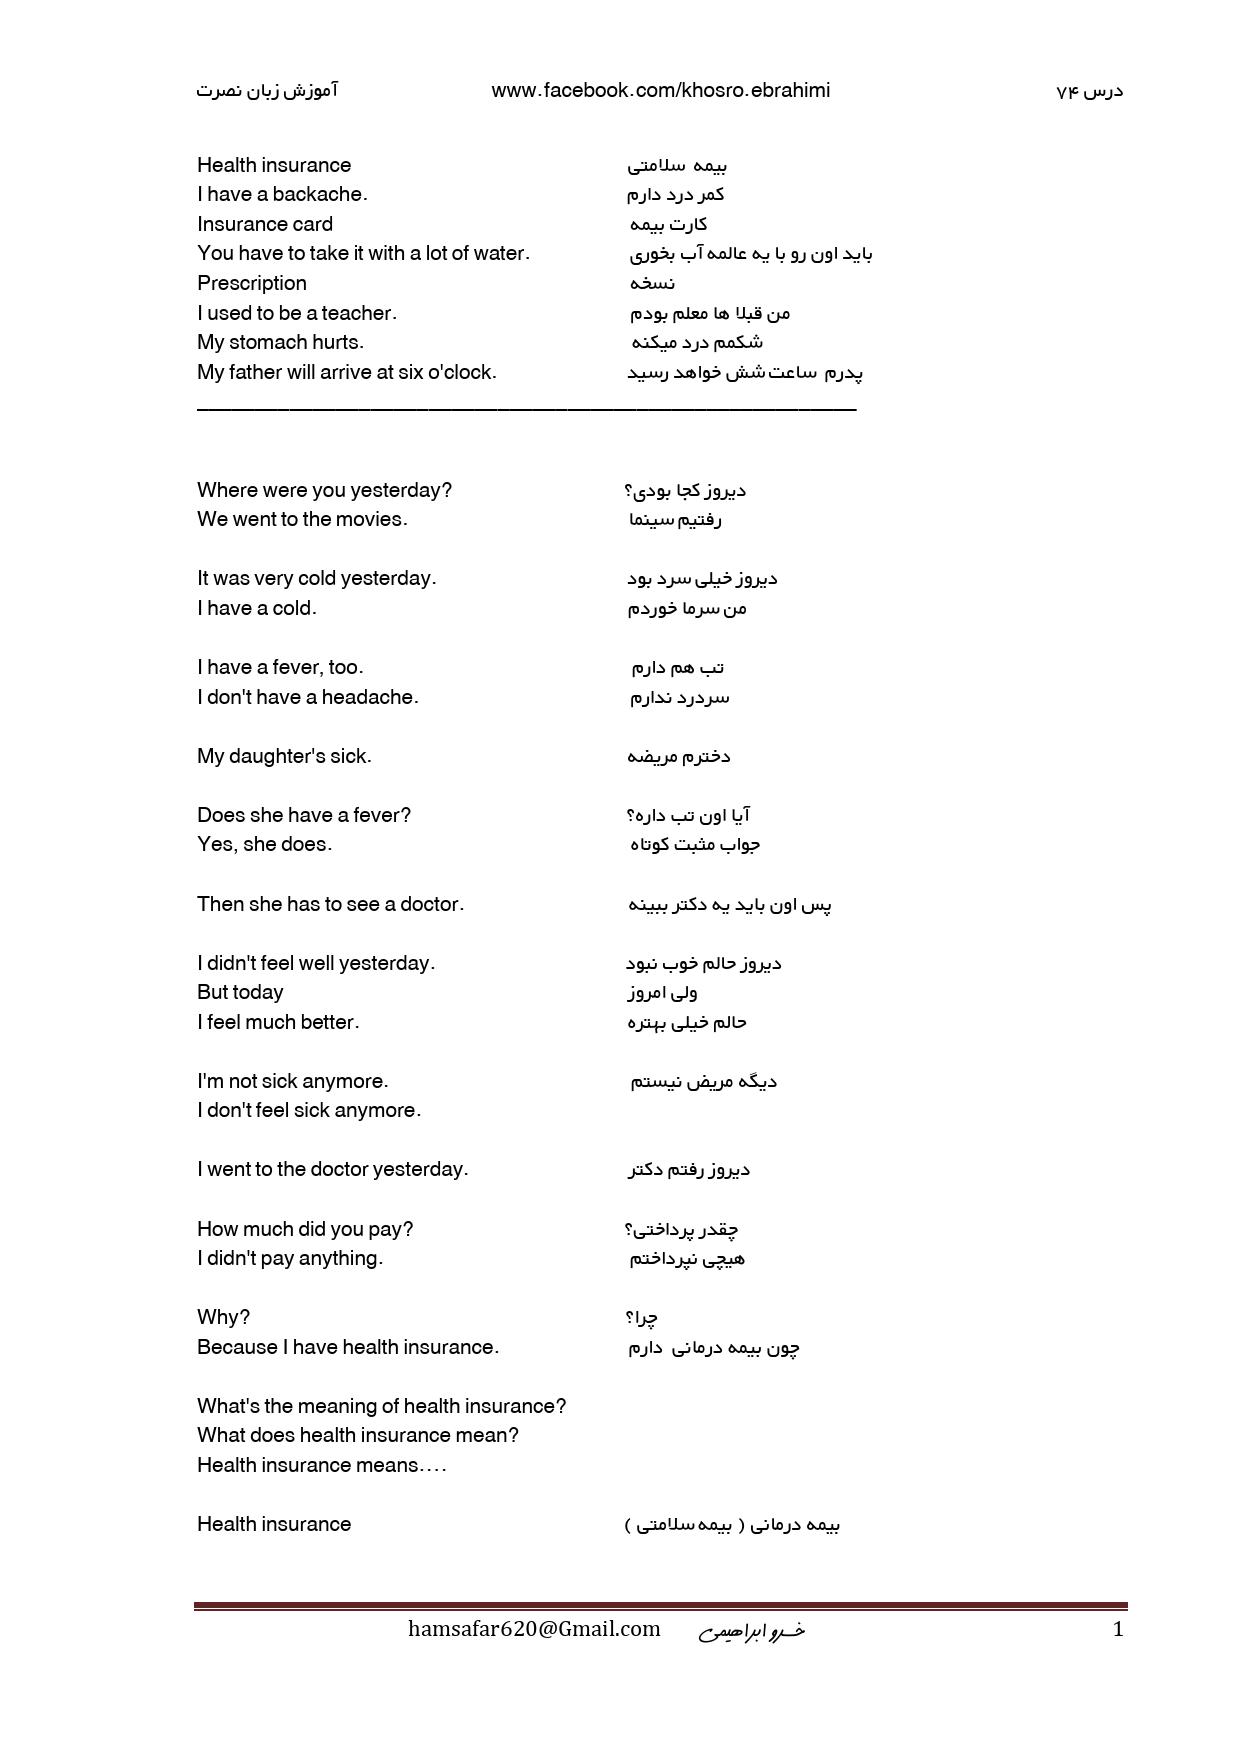 آموزش زبان نصرت www.facebook.com/khosro.ebrahimi درس ۷۴
Health insurance بیمه سلامتی
I have a backache. کمر درد دارم
Insurance card کارت بیمه
You have to take it with a lot of water. باید اون رو با یه عالمه آب بخوری
Prescription نسخه
I used to be a teacher. من قبلا ها معلم بودم
My stomach hurts. شکمم درد میکنه
My father will arrive at six o'clock. پدرم ساعت شش خواهد رسید
Where were you yesterday? دیروز کجا بودی؟
We went to the movies. رفتیم سینما
It was very cold yesterday. دیروز خیلی سرد بود
I have a cold. من سرما خوردم
I have a fever, too. تب هم دارم
I don't have a headache. سردرد ندارم
My daughter's sick. دخترم مریضه
Does she have a fever? آیا اون تب داره؟
Yes, she does. جواب مثبت کوتاه
Then she has to see a doctor. پس اون باید یه دکتر ببینه
I didn't feel well yesterday. دیروز حالم خوب نبود
But today ولی امروز
I feel much better. حالم خیلی بهتره
I'm not sick anymore. دیگه مریض نیستم
I don't feel sick anymore.
I went to the doctor yesterday. دیروز رفتم دکتر
How much did you pay? چقدر پرداختی؟
I didn't pay anything. هیچی نپرداختم
Why? چرا؟
Because I have health insurance. چون بیمه درمانی دارم
What's the meaning of health insurance?
What does health insurance mean?
Health insurance means....
Health insurance بیمه درمانی ( بیمه سلامتی )
hamsafar620@Gmail.com خسرو ابراهیمی 1